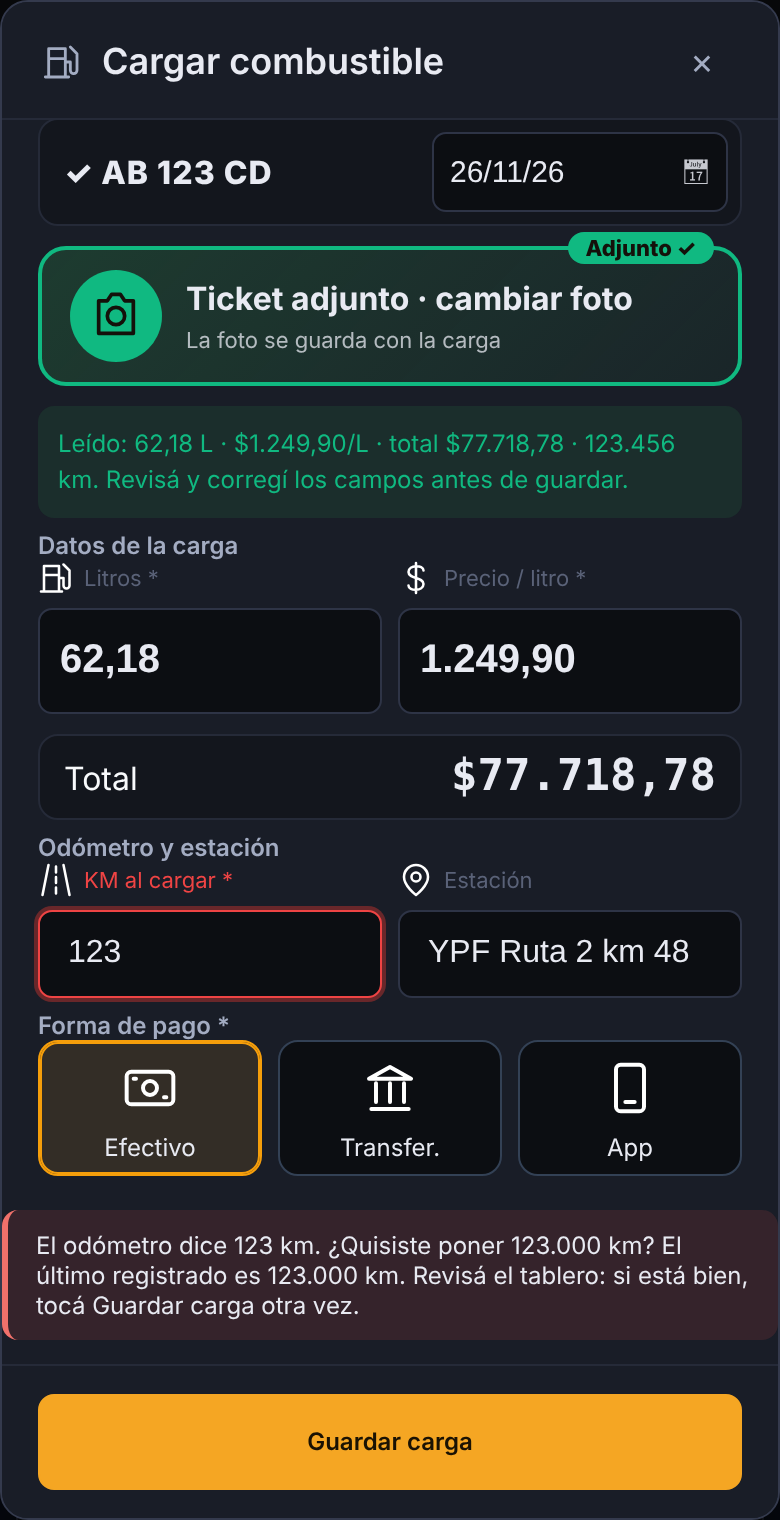 Cargar combustible
×
✓ AB 123 CD
26/11/26
July
17
Adjunto ✓
Ticket adjunto · cambiar foto
La foto se guarda con la carga
Leído: 62,18 L · $1.249,90/L · total $77.718,78 · 123.456
km. Revisá y corregí los campos antes de guardar.
Datos de la carga
Litros *
$ Precio / litro *
62,18
1.249,90
Total
$77.718,78
Odómetro y estación
KM al cargar *
Estación
123
YPF Ruta 2 km 48
Forma de pago *
Efectivo
Transfer.
App
El odómetro dice 123 km. ¿Quisiste poner 123.000 km? El
último registrado es 123.000 km. Revisá el tablero: si está bien,
tocá Guardar carga otra vez.
Guardar carga